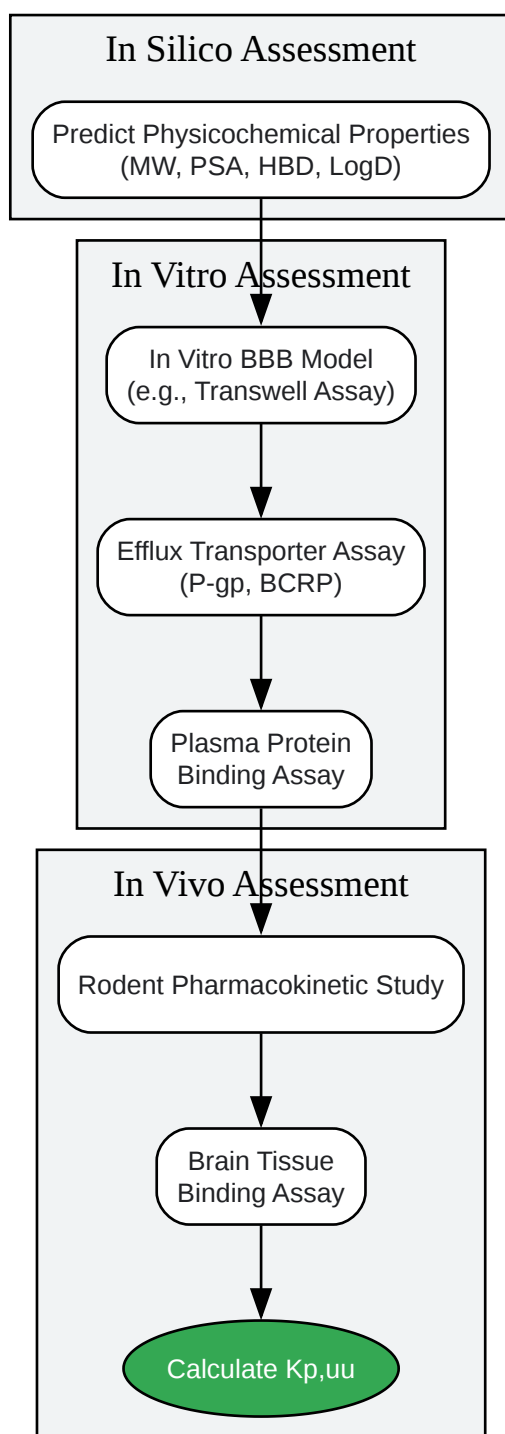 In Silico Assessment
Predict Physicochemical Properties
(MW, PSA, HBD, LogD)
In Vitro Assessment
In Vitro BBB Model
(e.g., Transwell Assay)
Efflux Transporter Assay
(P-gp, BCRP)
Plasma Protein
Binding Assay
In Vivo Assessment
Rodent Pharmacokinetic Study
Brain Tissue
Binding Assay
Calculate Kp,uu